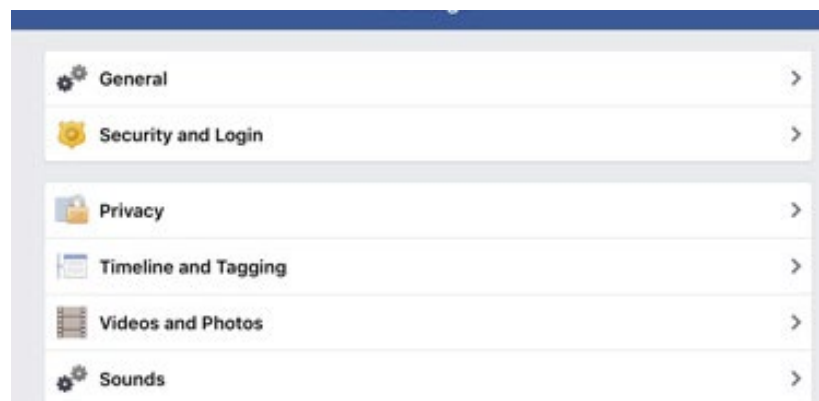 General
Security and Login
Privacy
Timeline and Tagging
Videos and Photos
Sounds